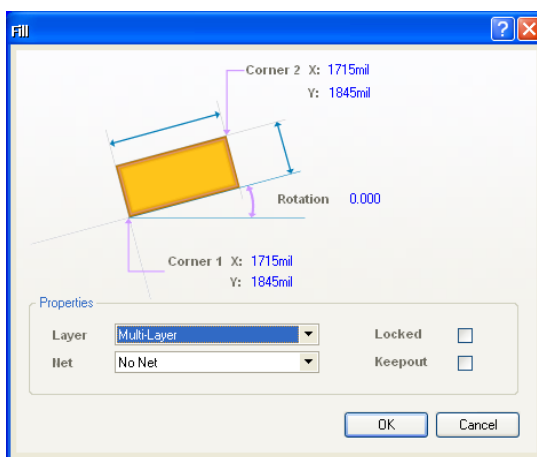 Fill
Corner 2 X: 1715mil
Y: 1845mil
Rotation 0.000
Corner 1 X: 1715mil
Y: 1845mil
Properties
Layer Multi-Layer Locked
Net No Net Keepout
OK Cancel